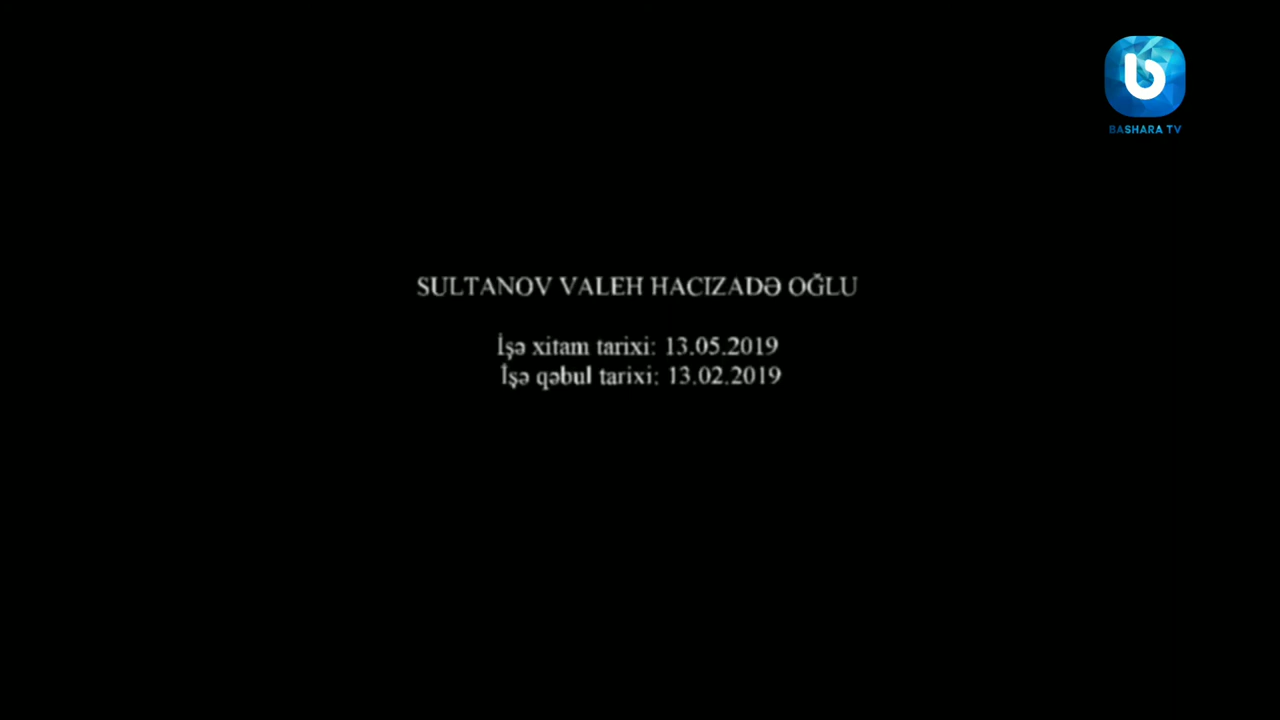 BASHARA TV
SULTANOV VALEH HACIZADƏ OĞLU
İşə xitam tarixi: 13.05.2019
İşə qəbul tarixi: 13.02.2019